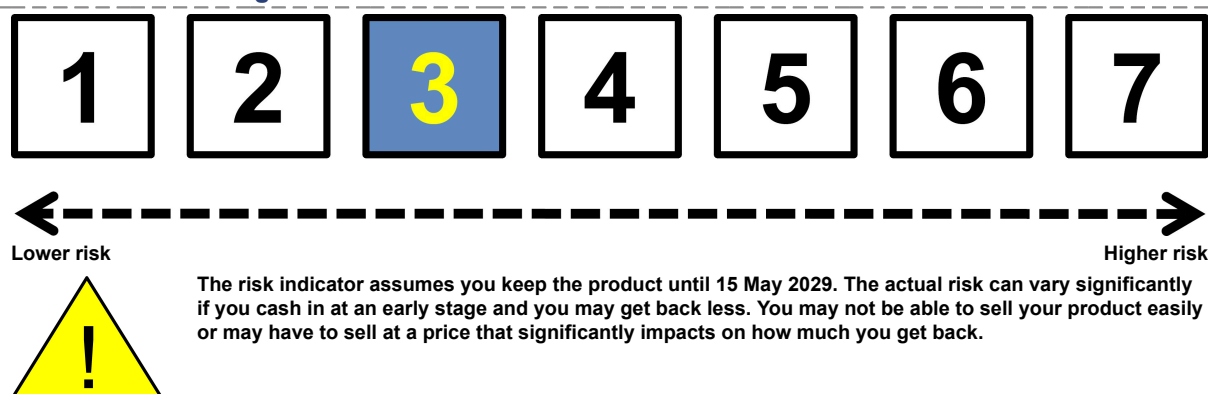 1 2 3 4 5 6 7
Lower risk Higher risk
The risk indicator assumes you keep the product until 15 May 2029. The actual risk can vary significantly
if you cash in at an early stage and you may get back less. You may not be able to sell your product easily
or may have to sell at a price that significantly impacts on how much you get back.
!